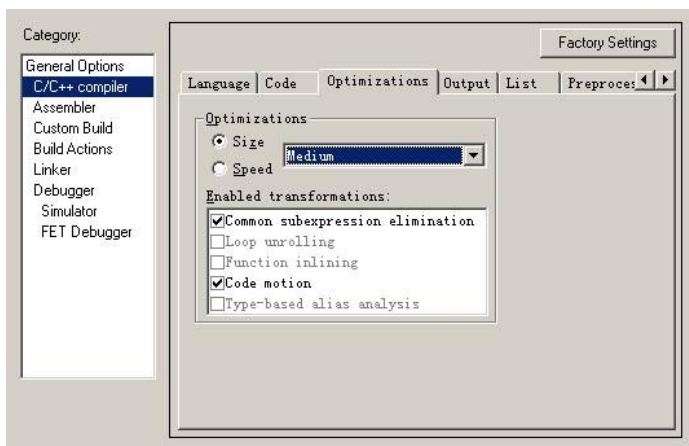 Category:
Factory Settings
General Options
C/C++ compiler
Assembler
Custom Build
Build Actions
Linker
Debugger
Simulator
FET Debugger
Language
Code
Optimizations
Output
List
Preproces
Optimizations
Size
Medium
Speed
Enabled transformations:
Common subexpression elimination
Loop unrolling
Function inlining
Code motion
Type-based alias analysis